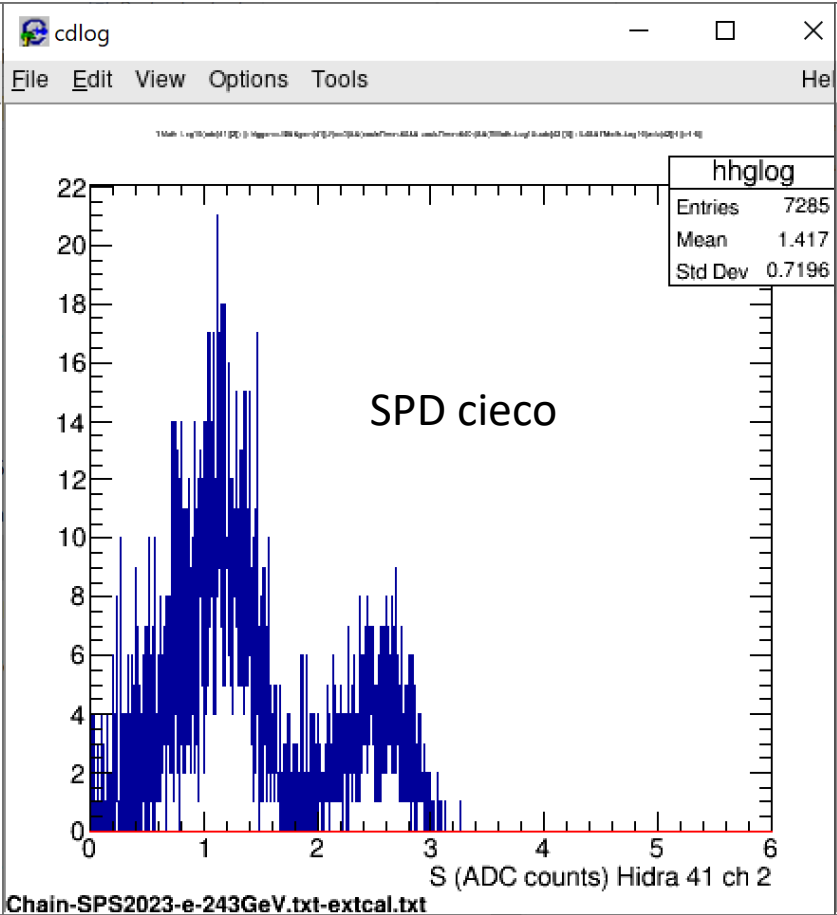 cdlog
File Edit View Options Tools Hel
hhglog
Entries 7285
Mean 1.417
Std Dev 0.7196
22
20
18
16
SPD cieco
14
12
10
8
6
4
2
0
0 1 2 3 4 5 6
S (ADC counts) Hidra 41 ch 2
Chain-SPS2023-e-243GeV.txt-extcal.txt